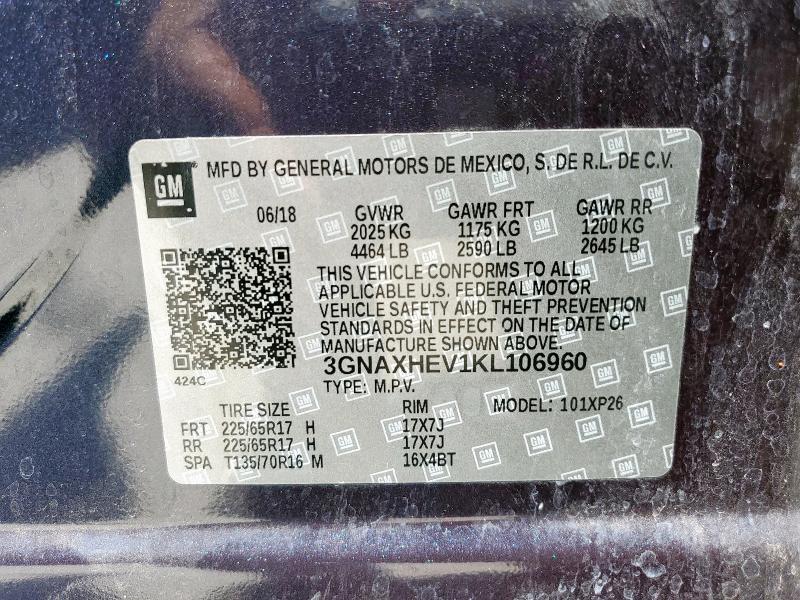 GM
MFD BY GENERAL MOTORS DE MEXICO, S. DE R.L. DE C.V.
06/18 GVWR GAWR FRT GAWR RR
2025 KG 1175 KG 1200 KG
4464 LB 2590 LB 2645 LB
THIS VEHICLE CONFORMS TO ALL
APPLICABLE U.S. FEDERAL MOTOR
VEHICLE SAFETY AND THEFT PREVENTION
STANDARDS IN EFFECT ON THE DATE OF
MANUFACTURE SHOWN ABOVE.
424C
3GNAXHEV1KL106960
TYPE: M.P.V.
TIRE SIZE RIM MODEL: 101XP26
FRT 225/65R17 H 17X7J
RR 225/65R17 H 17X7J
SPA T135/70R16 M 16X4BT